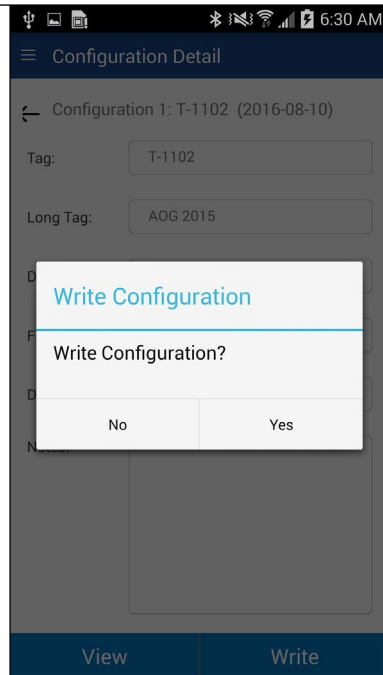 6:30 AM
Configuration Detail
Configuration 1: T-1102 (2016-08-10)
Tag: T-1102
Long Tag: AOG 2015
D
Write Configuration
F
Write Configuration?
D
No Yes
View Write